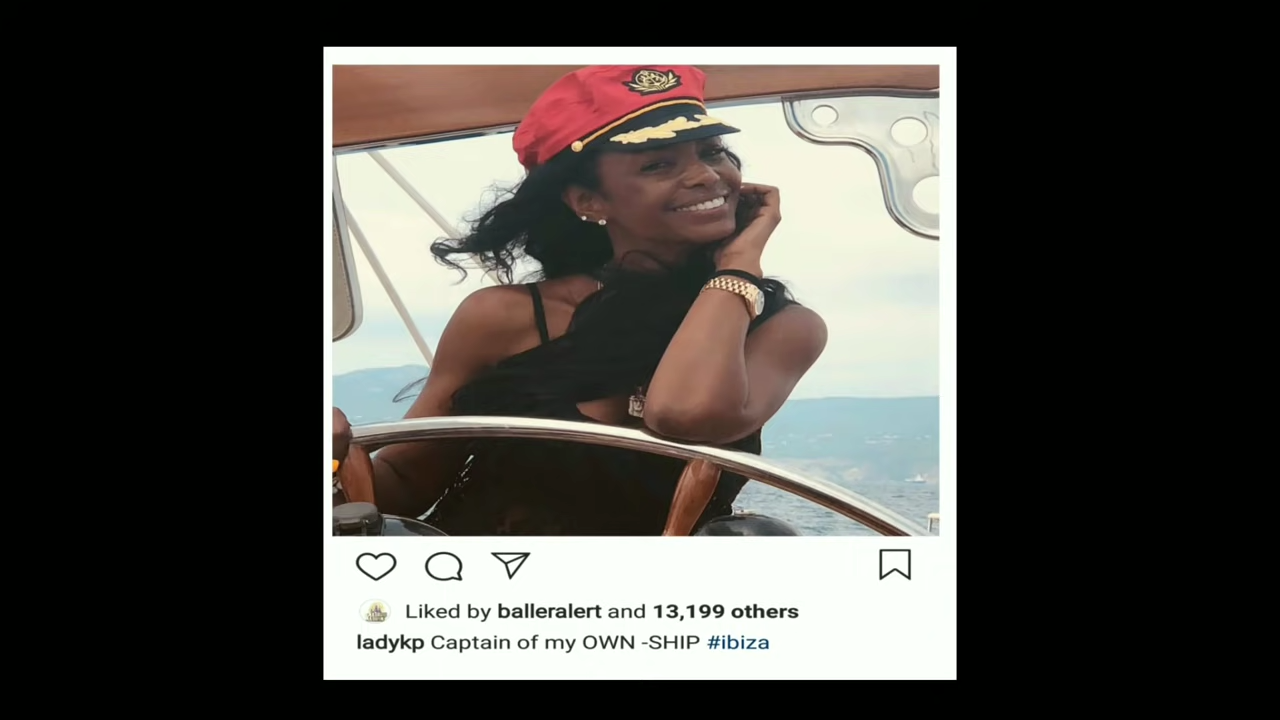 Liked by balleralert and 13,199 others
ladykp Captain of my OWN -SHIP #ibiza